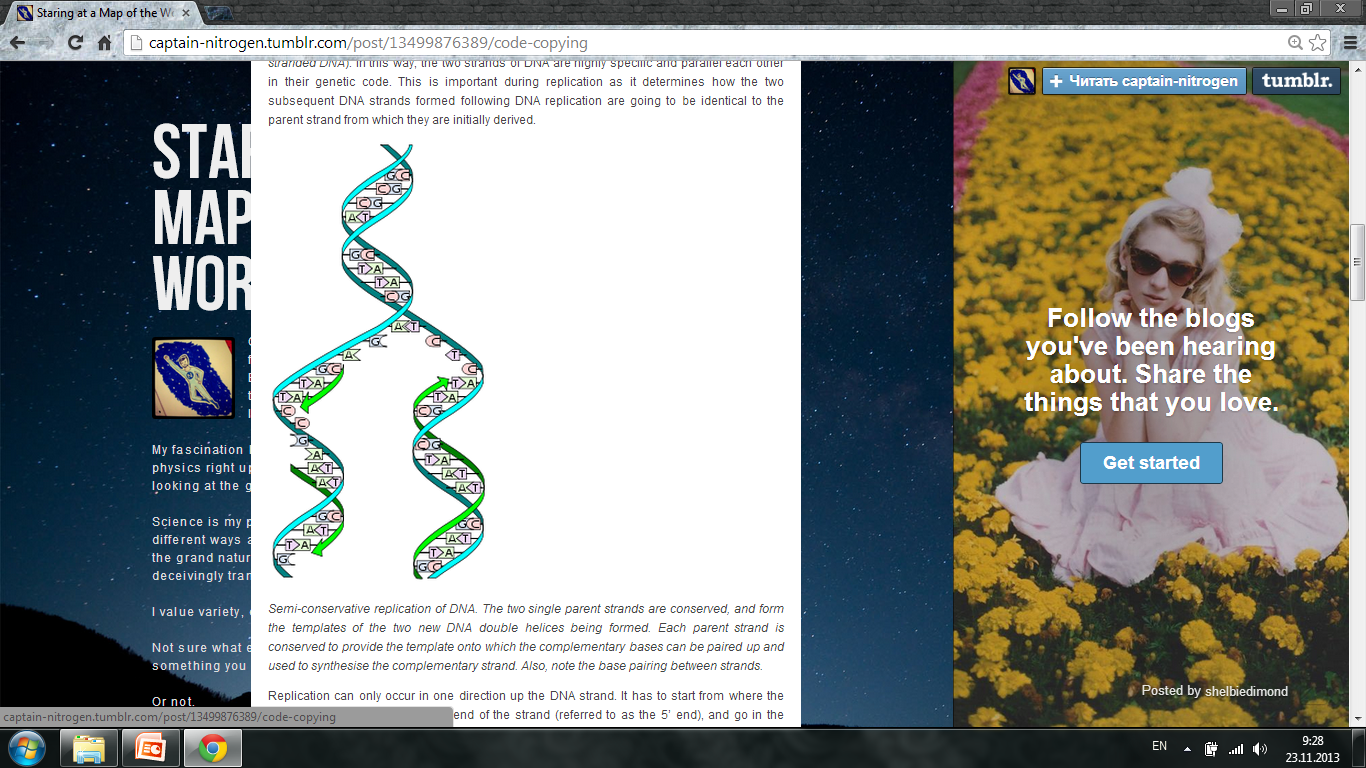 Staring at a Map of the W
captain-nitrogen.tumblr.com/post/13499876389/code-copying
+ Читать captain-nitrogen
tumblr.
STAR
MAP
WOR
stranded DNA). In this way, the two strands of DNA are highly specific and parallel each other
in their genetic code. This is important during replication as it determines how the two
subsequent DNA strands formed following DNA replication are going to be identical to the
parent strand from which they are initially derived.
G C
C G
C G
A T
G C
T A
T A
C G
A T
G C
A T
G C C
T A T A
T A T A
C C G
C
G C G
A T A
A T A T
A T A T
G C G C
A T A T
T A T A
G G C
My fascination
physics right up
looking at the g
Science is my p
different ways a
the grand natur
deceivingly tran
I value variety,
Not sure what e
something you
Or not.
Semi-conservative replication of DNA. The two single parent strands are conserved, and form
the templates of the two new DNA double helices being formed. Each parent strand is
conserved to provide the template onto which the complementary bases can be paired up and
used to synthesise the complementary strand. Also, note the base pairing between strands.
Replication can only occur in one direction up the DNA strand. It has to start from where the
end of the strand (referred to as the 5' end), and go in the
Follow the blogs
you've been hearing
about. Share the
things that you love.
Get started
Posted by shelbiedimond
captain-nitrogen.tumblr.com/post/13499876389/code-copying
EN
9:28
23.11.2013